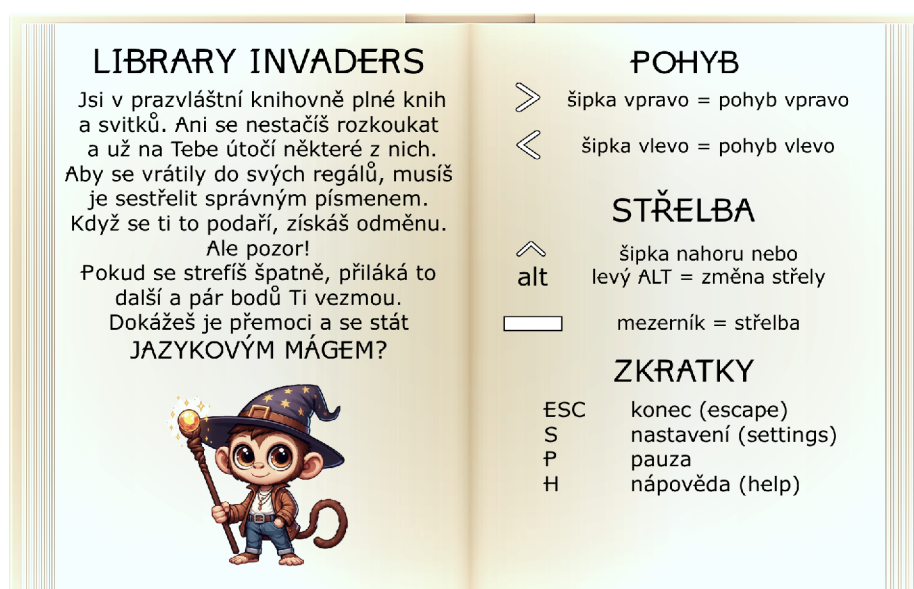 LIBRARY INVADERS
Jsi v prazvláštní knihovně plné knih
a svitků. Ani se nestačíš rozkoukat
a už na Tebe útočí některé z nich.
Aby se vrátily do svých regálů, musíš
je sestřelit správným písmenem.
Když se ti to podaří, získáš odměnu.
Ale pozor!
Pokud se strefíš špatně, přiláká to
další a pár bodů Ti vezmou.
Dokážeš je přemoci a se stát
JAZYKOVÝM MÁGEM?
POHYB
šipka vpravo = pohyb vpravo
šipka vlevo = pohyb vlevo
STŘELBA
šipka nahoru nebo
alt levý ALT = změna střely
mezerník = střelba
ZKRATKY
ESC konec (escape)
S nastavení (settings)
P pauza
H nápověda (help)